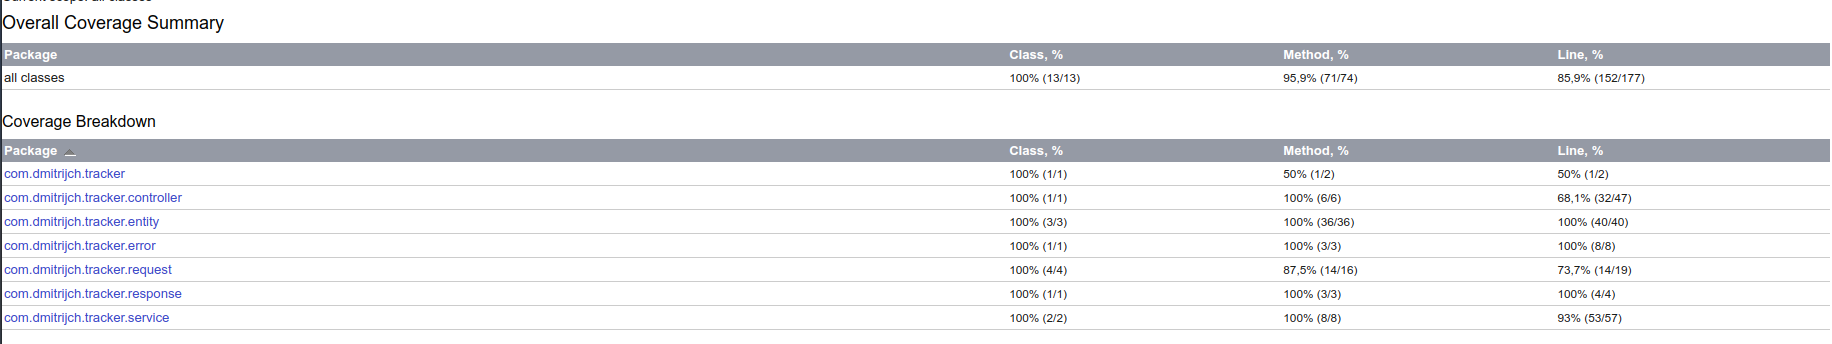 Current scope: all classes
Overall Coverage Summary
Package Class, % Method, % Line, %
all classes 100% (13/13) 95,9% (71/74) 85,9% (152/177)
Coverage Breakdown
Package Class, % Method, % Line, %
com.dmitrijch.tracker 100% (1/1) 50% (1/2) 50% (1/2)
com.dmitrijch.tracker.controller 100% (1/1) 100% (6/6) 68,1% (32/47)
com.dmitrijch.tracker.entity 100% (3/3) 100% (36/36) 100% (40/40)
com.dmitrijch.tracker.error 100% (1/1) 100% (3/3) 100% (8/8)
com.dmitrijch.tracker.request 100% (4/4) 87,5% (14/16) 73,7% (14/19)
com.dmitrijch.tracker.response 100% (1/1) 100% (3/3) 100% (4/4)
com.dmitrijch.tracker.service 100% (2/2) 100% (8/8) 93% (53/57)